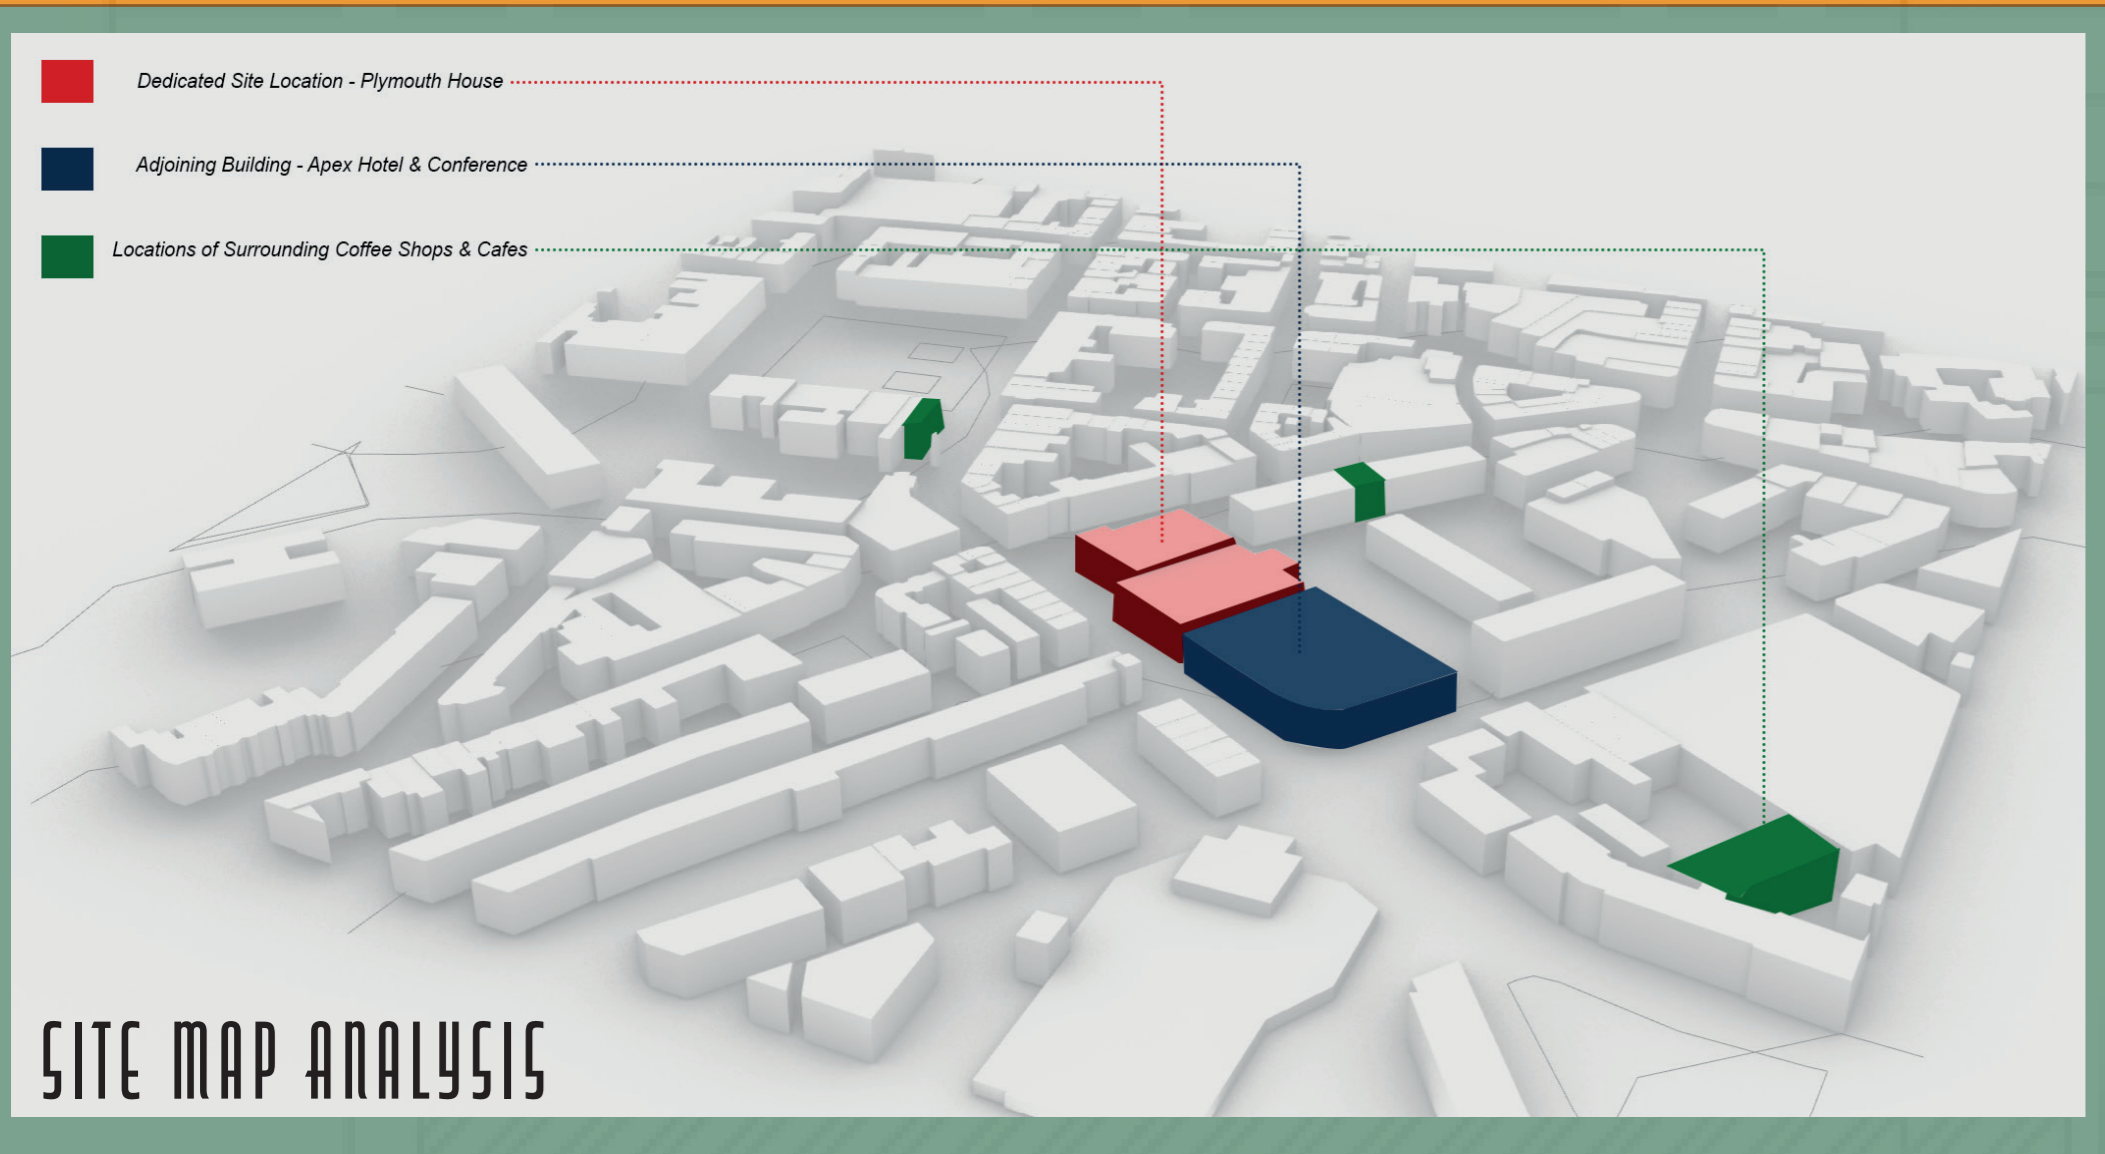 Dedicated Site Location - Plymouth House
Adjoining Building - Apex Hotel & Conference
Locations of Surrounding Coffee Shops & Cafes
SITE MAP ANALYSIS